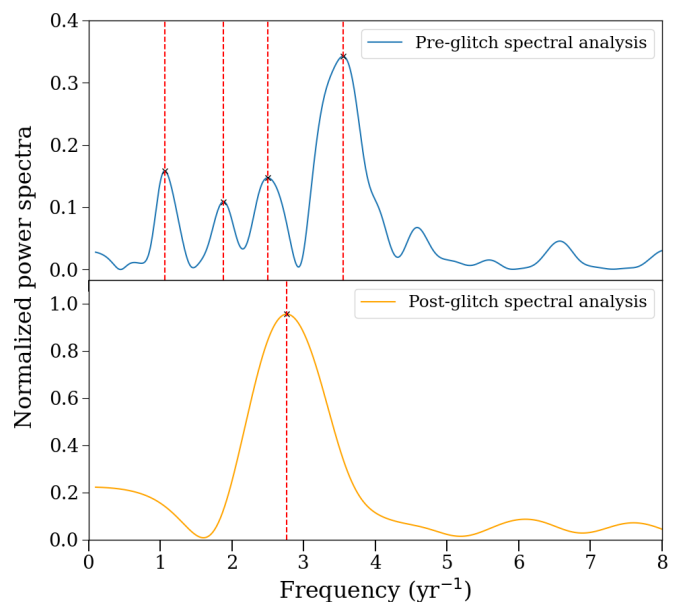 0.4
Pre-glitch spectral analysis
0.3
0.2
0.1
0.0
Normalized power spectra
Post-glitch spectral analysis
1.0
0.8
0.6
0.4
0.2
0.0
0 1 2 3 4 5 6 7 8
Frequency (yr⁻¹)